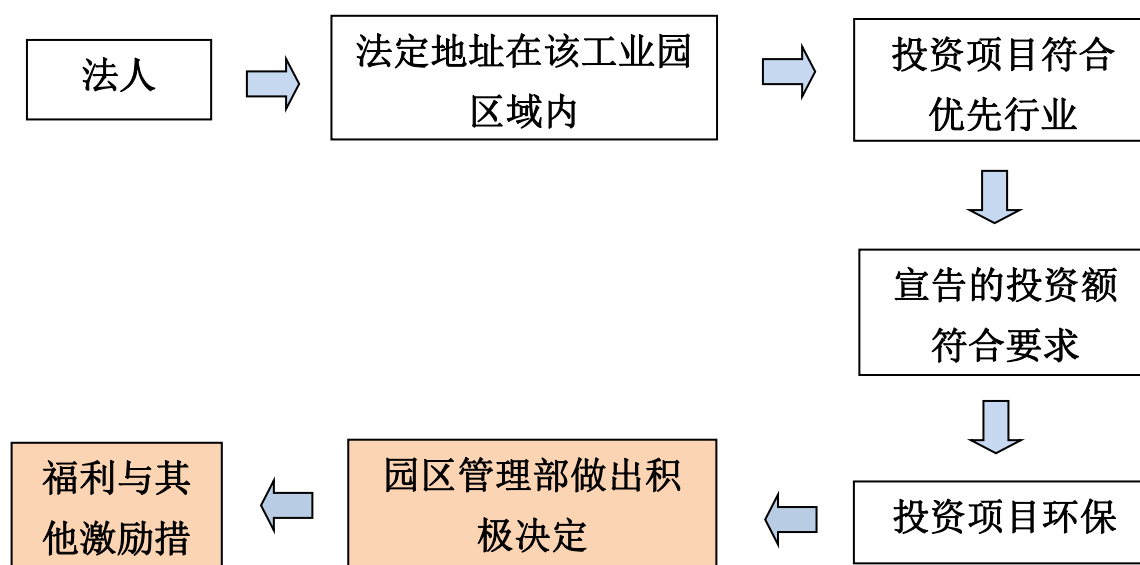 法人
法定地址在该工业园
区域内
投资项目符合
优先行业
宣告的投资额
符合要求
投资项目环保
园区管理部做出积
极决定
福利与其
他激励措